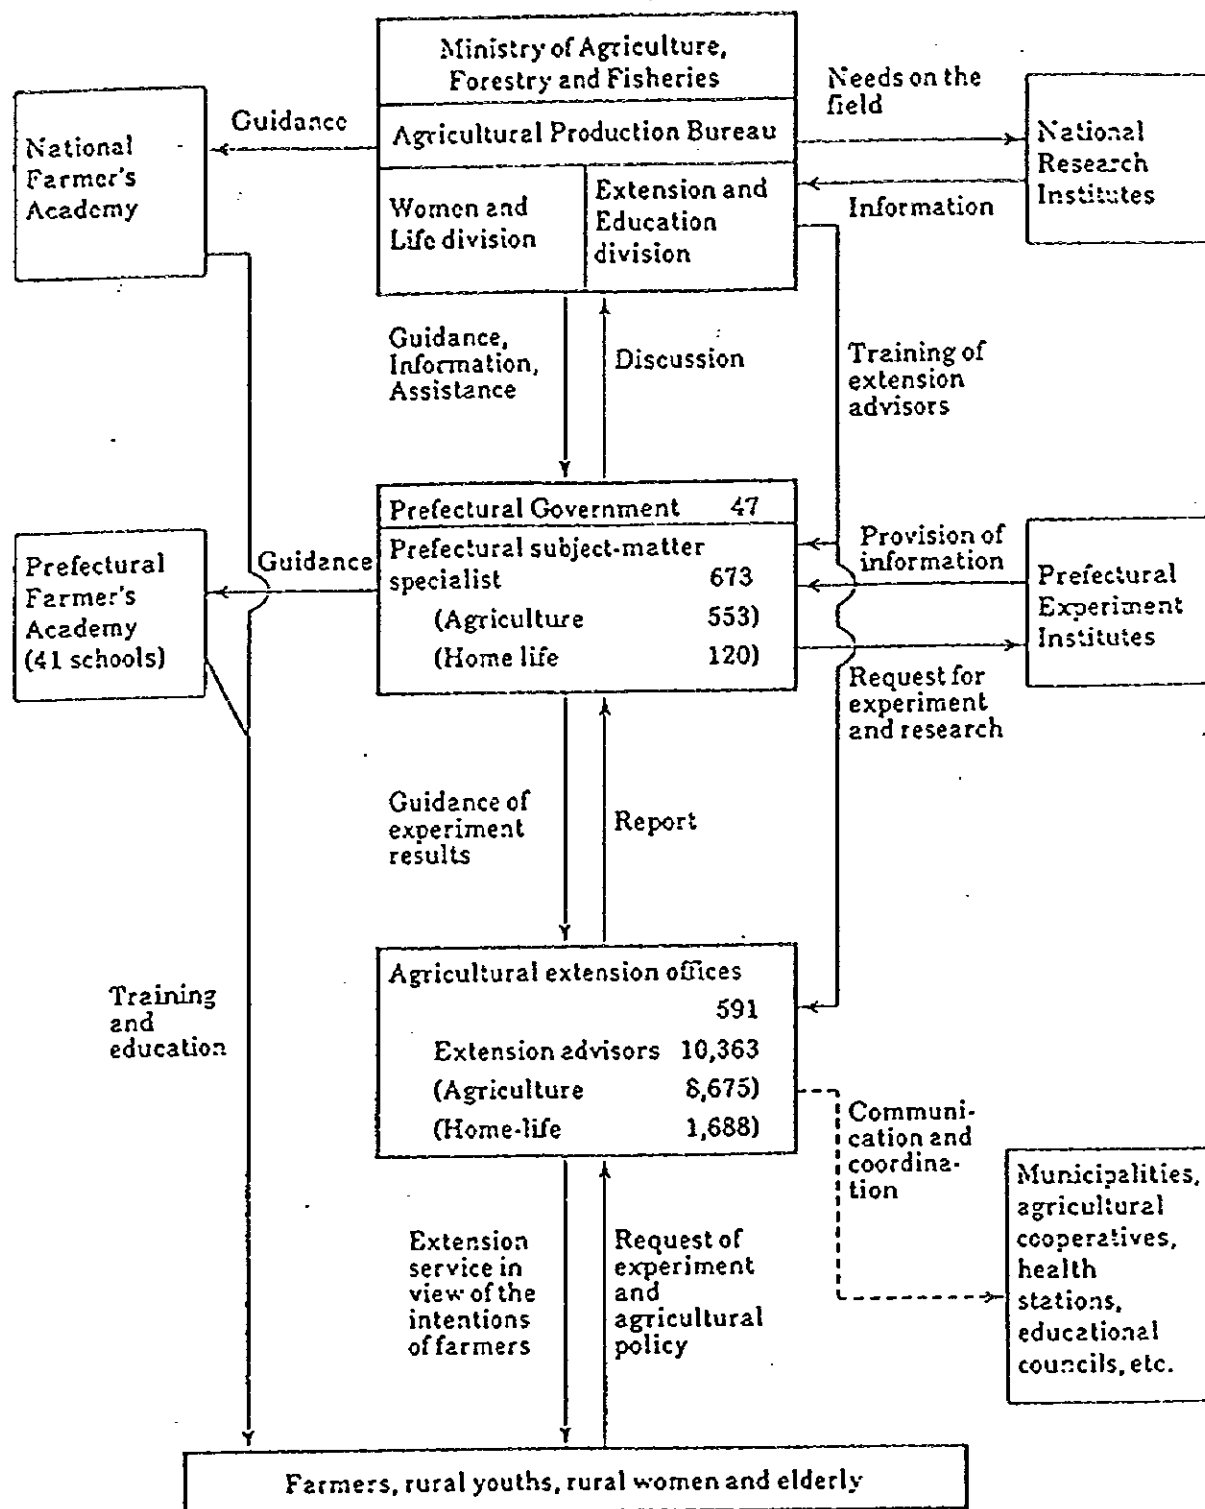 Ministry of Agriculture,
Forestry and Fisheries
Agricultural Production Bureau
Women and
Life division
Extension and
Education
division
Guidance
National
Farmer's
Academy
Needs on the
field
Information
National
Research
Institutes
Guidance,
Information,
Assistance
Discussion
Training of
extension
advisors
Prefectural Government 47
Prefectural subject-matter
specialist 673
(Agriculture 553)
(Home life 120)
Guidance
Prefectural
Farmer's
Academy
(41 schools)
Provision of
information
Prefectural
Experiment
Institutes
Request for
experiment
and research
Guidance of
experiment
results
Report
Agricultural extension offices
591
Extension advisors 10,363
(Agriculture 8,675)
(Home-life 1,688)
Training
and
education
Communi-
cation and
coordina-
tion
Municipalities,
agricultural
cooperatives,
health
stations,
educational
councils, etc.
Extension
service in
view of the
intentions
of farmers
Request of
experiment
and
agricultural
policy
Farmers, rural youths, rural women and elderly